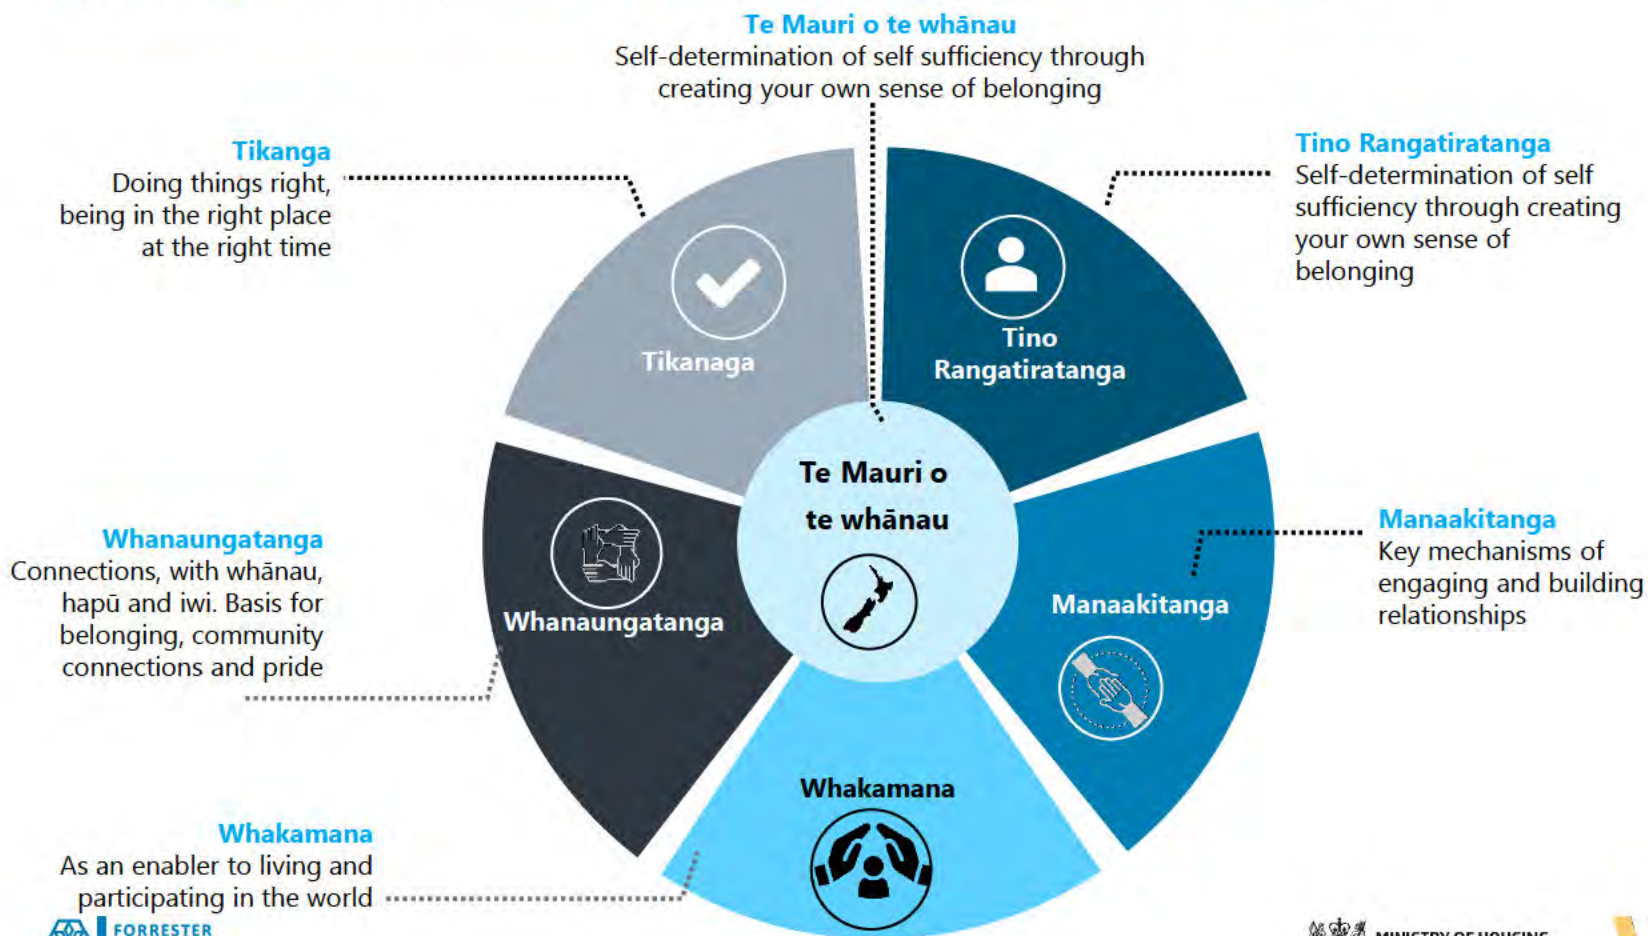 Te Mauri o te whānau
Self-determination of self sufficiency through
creating your own sense of belonging
Tikanga
Doing things right,
being in the right place
at the right time
Tino Rangatiratanga
Self-determination of self
sufficiency through creating
your own sense of
belonging
Tikanaga
Tino
Rangatiratanga
Te Mauri o
te whānau
Whanaungatanga
Connections, with whānau,
hapū and iwi. Basis for
belonging, community
connections and pride
Whanaungatanga
Manaakitanga
Manaakitanga
Key mechanisms of
engaging and building
relationships
Whakamana
Whakamana
As an enabler to living and
participating in the world
FORRESTER
MINISTRY OF HOUSING